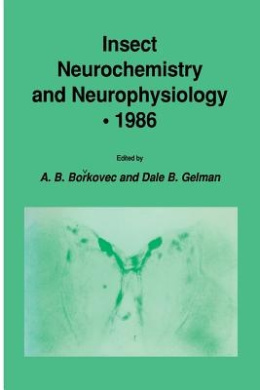 Insect
Neurochemistry
and Neurophysiology
• 1986
Edited by
A. B. Bořkovec and Dale B. Gelman